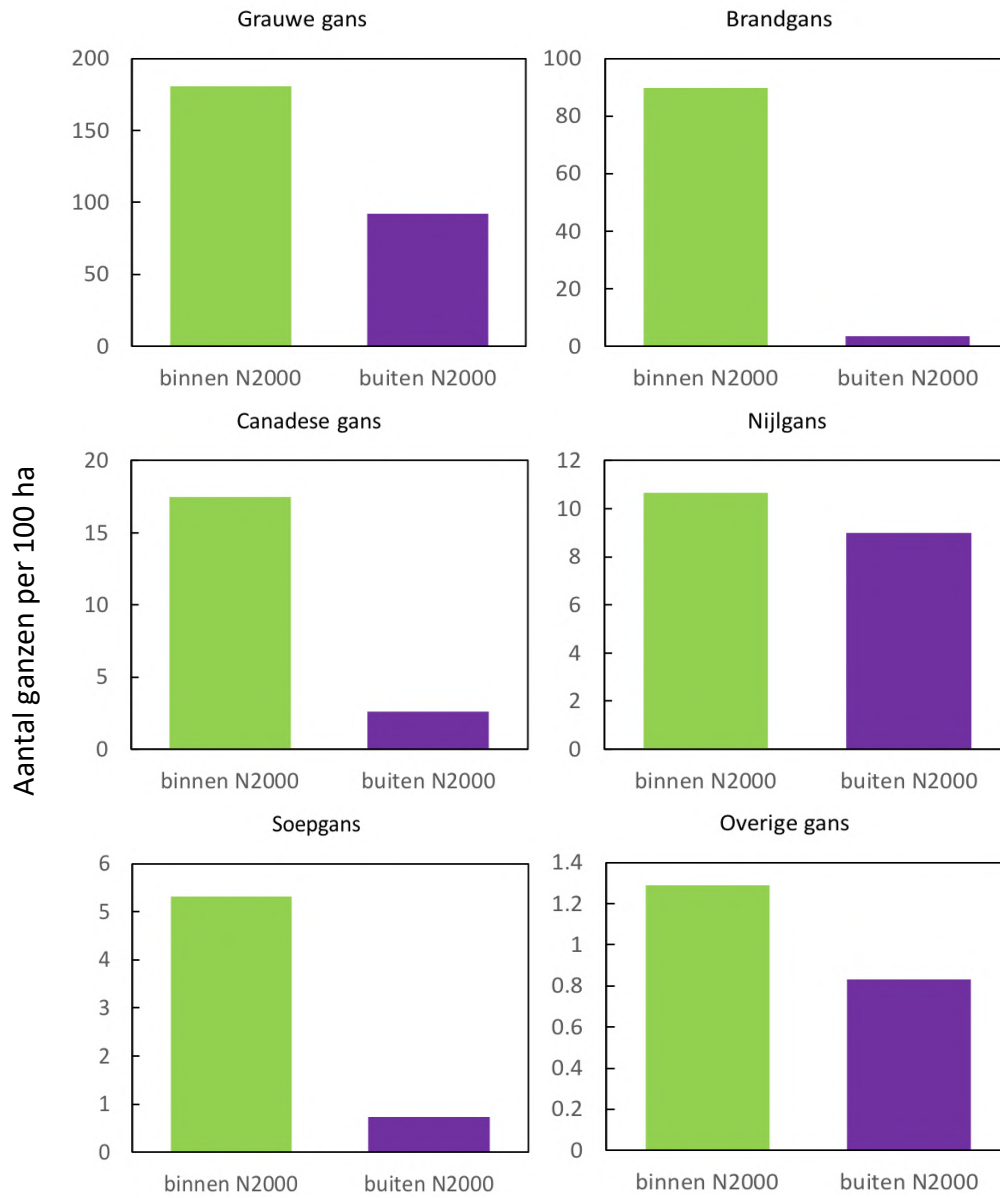 Aantal ganzen per 100 ha
Grauwe gans
200
150
100
50
0
binnen N2000 buiten N2000
Brandgans
100
80
60
40
20
0
binnen N2000 buiten N2000
Canadese gans
20
15
10
5
0
binnen N2000 buiten N2000
Nijlgans
12
10
8
6
4
2
0
binnen N2000 buiten N2000
Soepgans
6
5
4
3
2
1
0
binnen N2000 buiten N2000
Overige gans
1.4
1.2
1
0.8
0.6
0.4
0.2
0
binnen N2000 buiten N2000